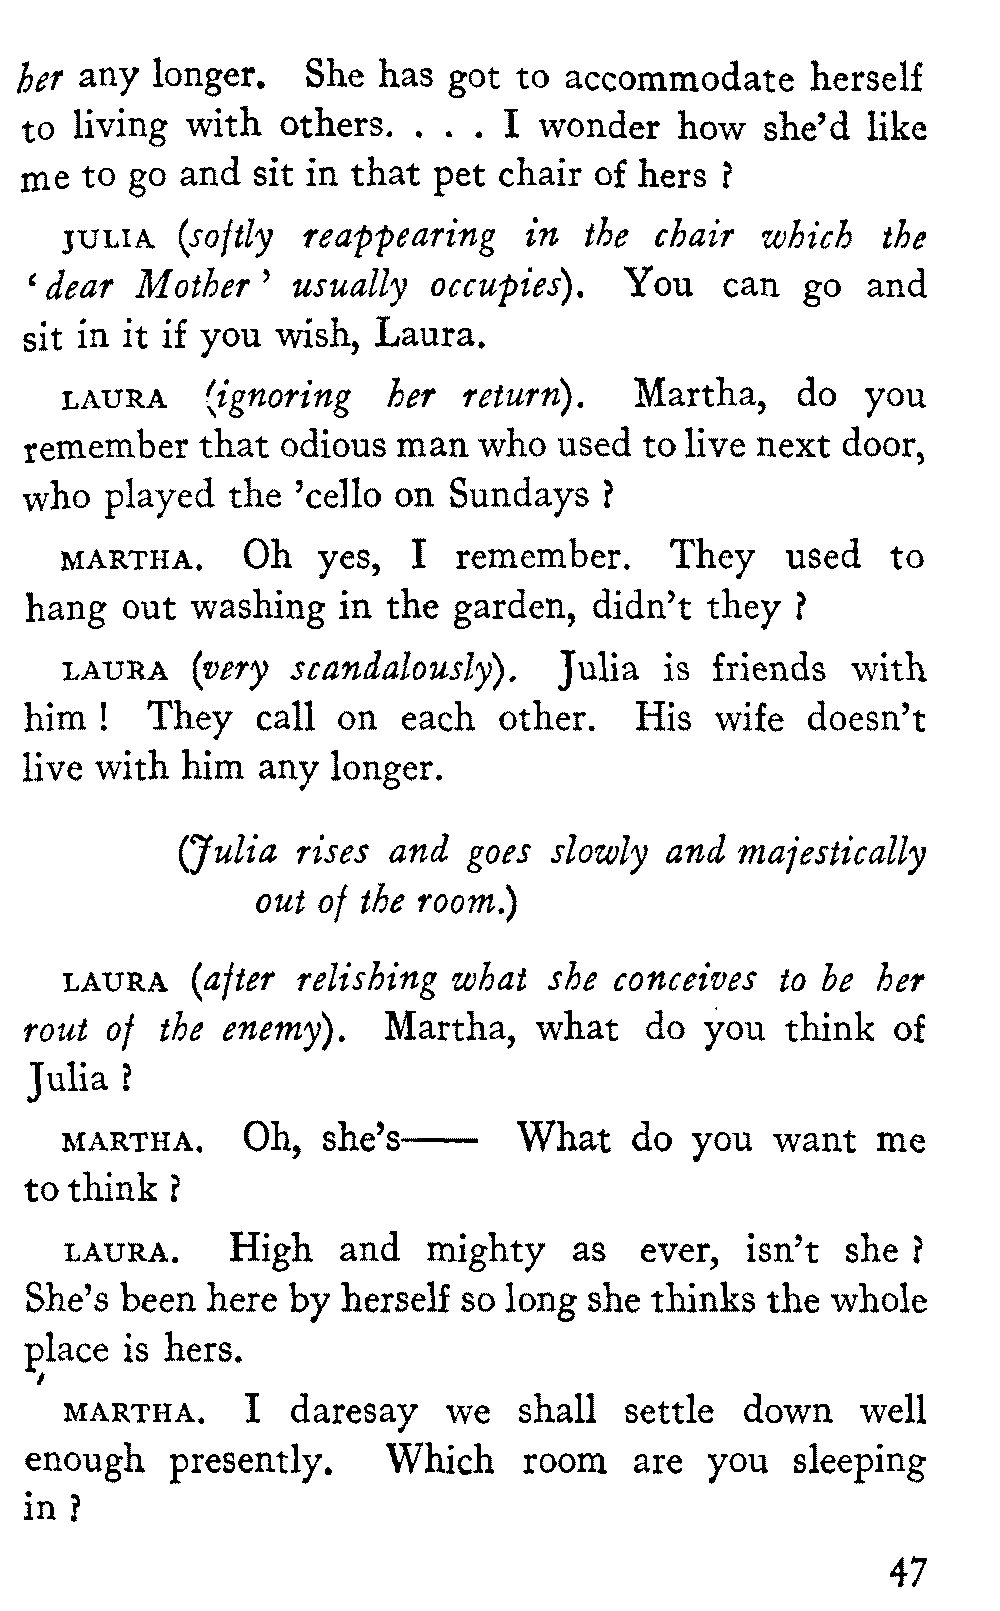 her any longer. She has got to accommodate herself
to living with others. . . . I wonder how she’d like
me to go and sit in that pet chair of hers ?
JULIA (softly reappearing in the chair which the
‘ dear Mother ’ usually occupies). You can go and
sit in it if you wish, Laura.
LAURA (ignoring her return). Martha, do you
remember that odious man who used to live next door,
who played the ’cello on Sundays ?
MARTHA. Oh yes, I remember. They used to
hang out washing in the garden, didn’t they ?
LAURA (very scandalously). Julia is friends with
him ! They call on each other. His wife doesn’t
live with him any longer.
(Julia rises and goes slowly and majestically
out of the room.)
LAURA (after relishing what she conceives to be her
rout of the enemy). Martha, what do you think of
Julia ?
MARTHA. Oh, she’s—— What do you want me
to think ?
LAURA. High and mighty as ever, isn’t she ?
She’s been here by herself so long she thinks the whole
place is hers.
MARTHA. I daresay we shall settle down well
enough presently. Which room are you sleeping
in ?
47